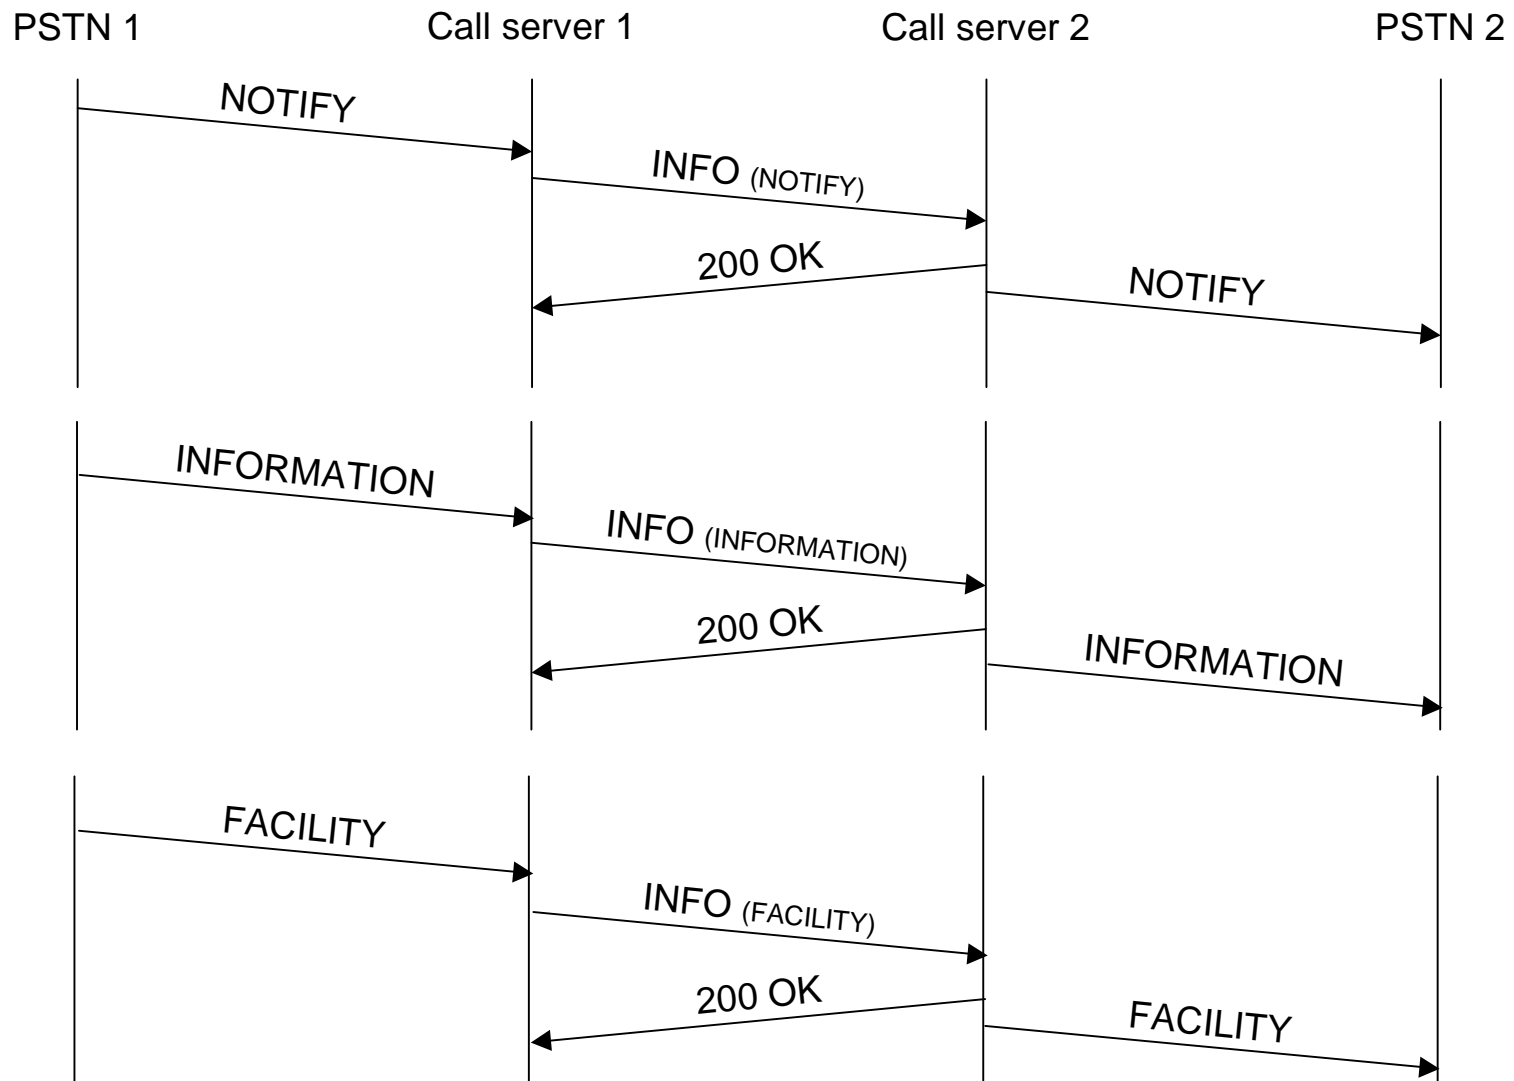 PSTN 1 Call server 1 Call server 2 PSTN 2
NOTIFY
INFO (NOTIFY)
200 OK
NOTIFY
INFORMATION
INFO (INFORMATION)
200 OK
INFORMATION
FACILITY
INFO (FACILITY)
200 OK
FACILITY